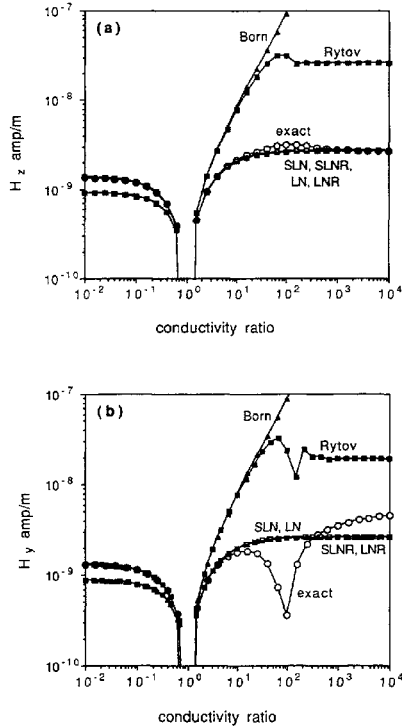 (a)
10⁻⁷
Born
Rytov
10⁻⁸
H z amp/m
exact
SLN, SLNR,
LN, LNR
10⁻⁹
10⁻¹⁰
10⁻² 10⁻¹ 10⁰ 10¹ 10² 10³ 10⁴
conductivity ratio
(b)
10⁻⁷
Born
Rytov
10⁻⁸
H y amp/m
SLN, LN
SLNR, LNR
exact
10⁻⁹
10⁻¹⁰
10⁻² 10⁻¹ 10⁰ 10¹ 10² 10³ 10⁴
conductivity ratio